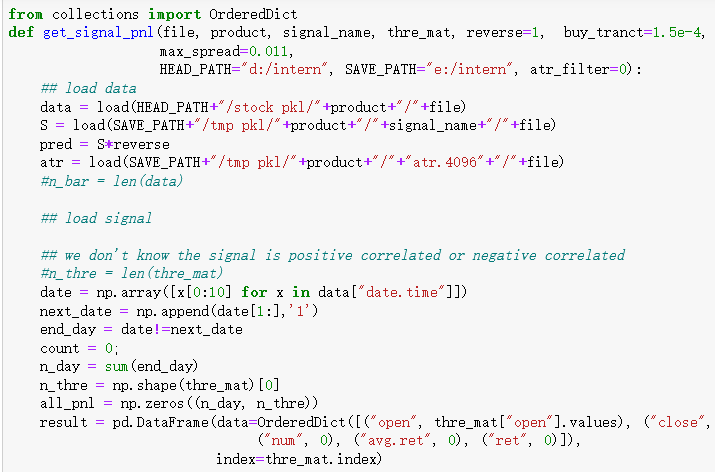 from collections import OrderedDict
def get_signal_pnl(file, product, signal_name, thre_mat, reverse=1,  buy_tranct=1.5e-4,
                   max_spread=0.011,
                   HEAD_PATH="d:/intern", SAVE_PATH="e:/intern", atr_filter=0):
    ## load data
    data = load(HEAD_PATH+"/stock pkl/"+product+"/"+file)
    S = load(SAVE_PATH+"/tmp pkl/"+product+"/"+signal_name+"/"+file)
    pred = S*reverse
    atr = load(SAVE_PATH+"/tmp pkl/"+product+"/"+"atr.4096"+"/"+file)
    #n_bar = len(data)
    ## load signal
    ## we don't know the signal is positive correlated or negative correlated
    #n_thre = len(thre_mat)
    date = np.array([x[0:10] for x in data["date.time"]])
    next_date = np.append(date[1:],'1')
    end_day = date!=next_date
    count = 0;
    n_day = sum(end_day)
    n_thre = np.shape(thre_mat)[0]
    all_pnl = np.zeros((n_day, n_thre))
    result = pd.DataFrame(data=OrderedDict([("open", thre_mat["open"].values), ("close",
                                            ("num", 0), ("avg.ret", 0), ("ret", 0)]),
                          index=thre_mat.index)